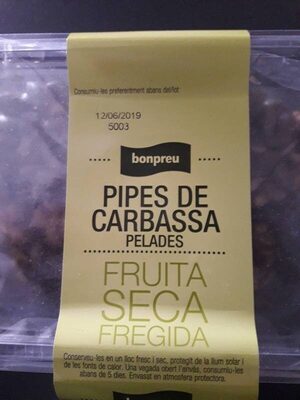 Consumiu-les preferentment abans del/lot
12/06/2019
5003
bonpreu
PIPES DE
CARBASSA
PELADES
FRUITA
SECA
FREGIDA
Conserveu-les en un lloc fresc i sec, protegit de la llum solar i
de les fonts de calor. Una vegada obert l'envàs, consumiu-les
abans de 5 dies. Envasat en atmosfera protectora.
bonpreu